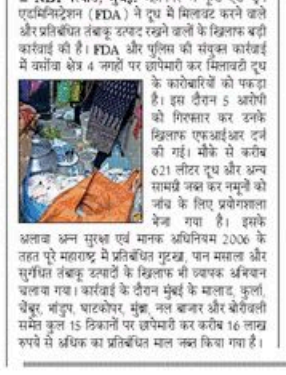 एडमिनिस्ट्रेशन (FDA) ने दूध में मिलावट करने वाले
और प्रतिबंधित तंबाकू उत्पाद रखने वालों के खिलाफ बड़ी
कार्रवाई की है। FDA और पुलिस की संयुक्त कार्रवाई
में वर्सोवा क्षेत्र 4 जगहों पर छापेमारी कर मिलावटी दूध
के कारोबारियों को पकड़ा
है। इस दौरान 5 आरोपी
को गिरफ्तार कर उनके
खिलाफ एफआईआर दर्ज
की गई। मौके से करीब
621 लीटर दूध और अन्य
सामग्री जब्त कर नमूनों को
जांच के लिए प्रयोगशाला
भेजा गया है। इसके
अलावा अन्न सुरक्षा एवं मानक अधिनियम 2006 के
तहत पूरे महाराष्ट्र में प्रतिबंधित गुटखा, पान मसाला और
सुगंधित तंबाकू उत्पादों के खिलाफ भी व्यापक अभियान
चलाया गया। कार्रवाई के दौरान मुंबई के मालाड, कुर्ला,
चेंबूर, भांडुप, घाटकोपर, मुंब्रा, नल बाजार और बोरीवली
समेत कुल 15 ठिकानों पर छापेमारी कर करीब 16 लाख
रुपये से अधिक का प्रतिबंधित माल जब्त किया गया है।